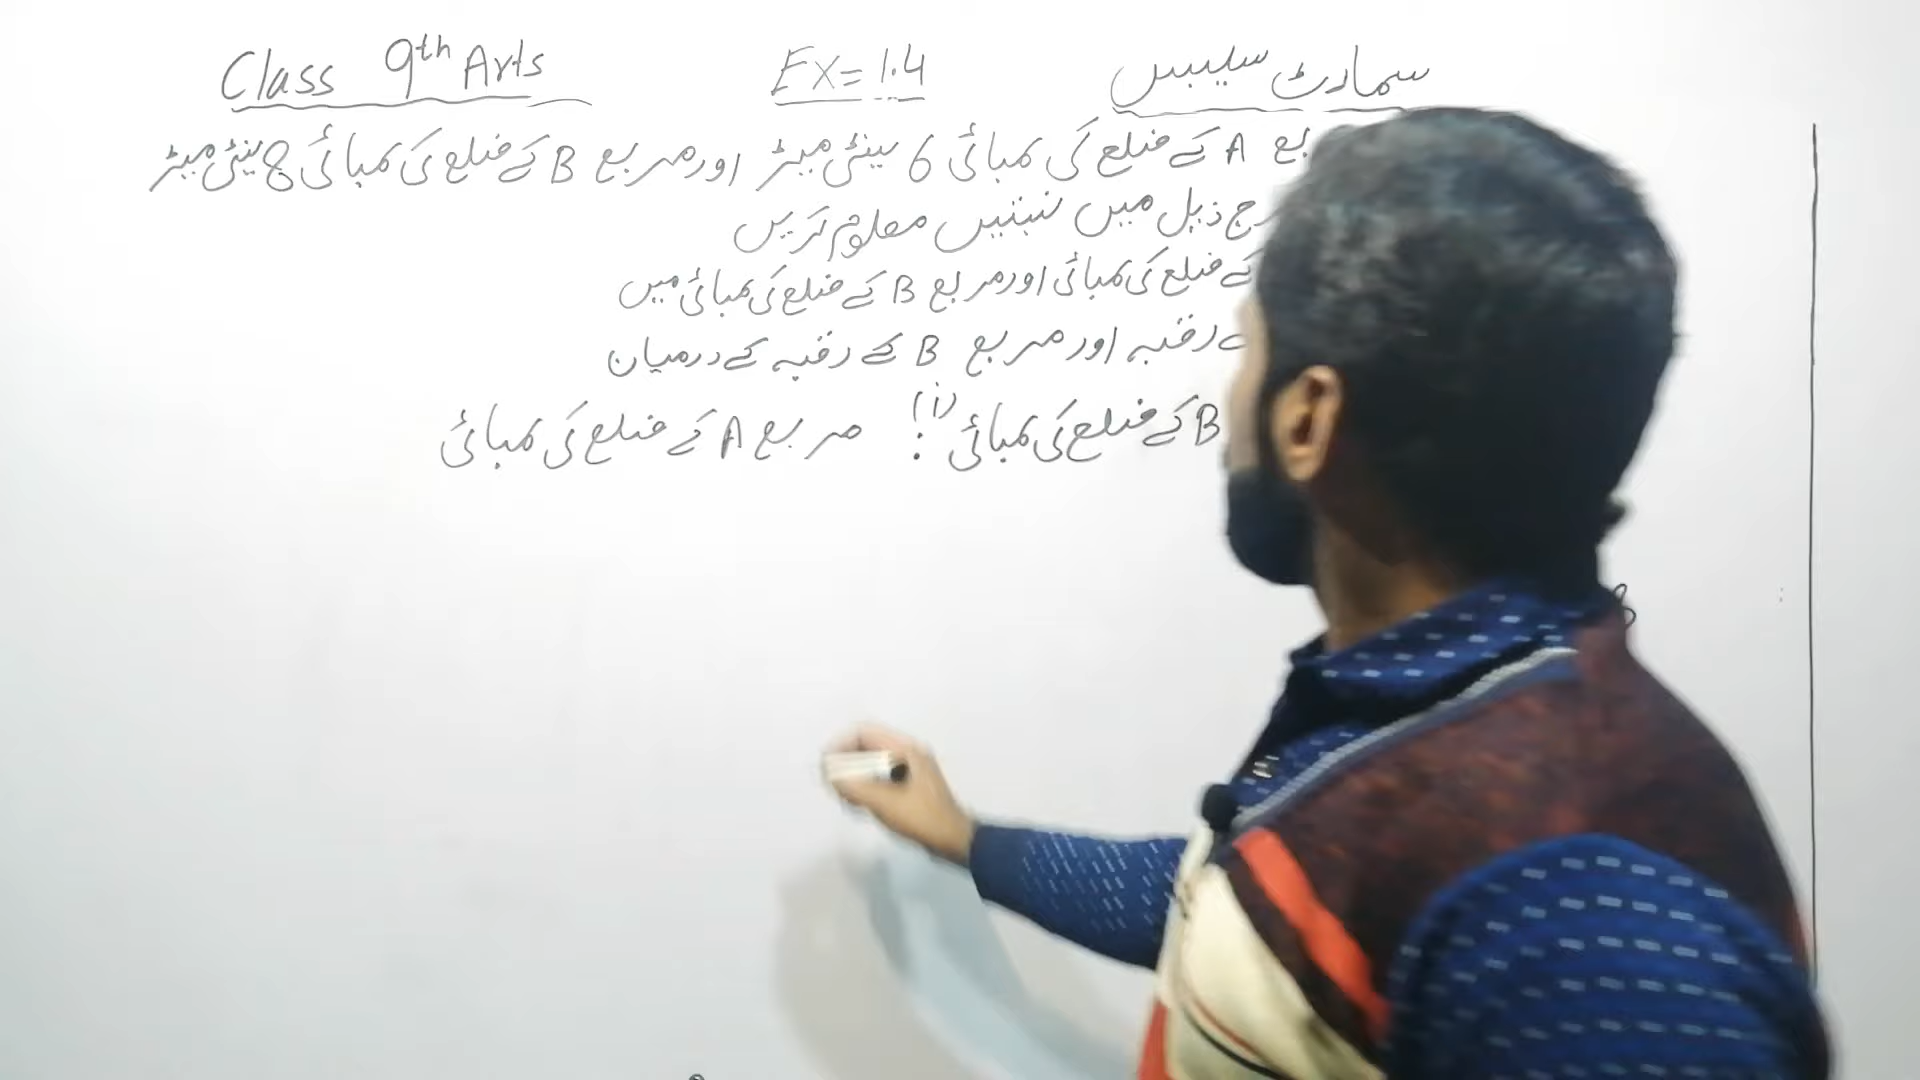 Class 9th Arts Ex=1.4 سمارٹ سلیبس
بع A کے ضلع کی لمبائی 6 سینٹی میٹر اور مربع B کے ضلع کی لمبائی 8 سینٹی میٹر
ذیل میں نسبتیں معلوم کریں
کے ضلع کی لمبائی اور مربع B کے ضلع کی لمبائی میں
رقبہ اور مربع B کے رقبہ کے درمیان
(i)
B کے ضلع کی لمبائی : مربع A کے ضلع کی لمبائی